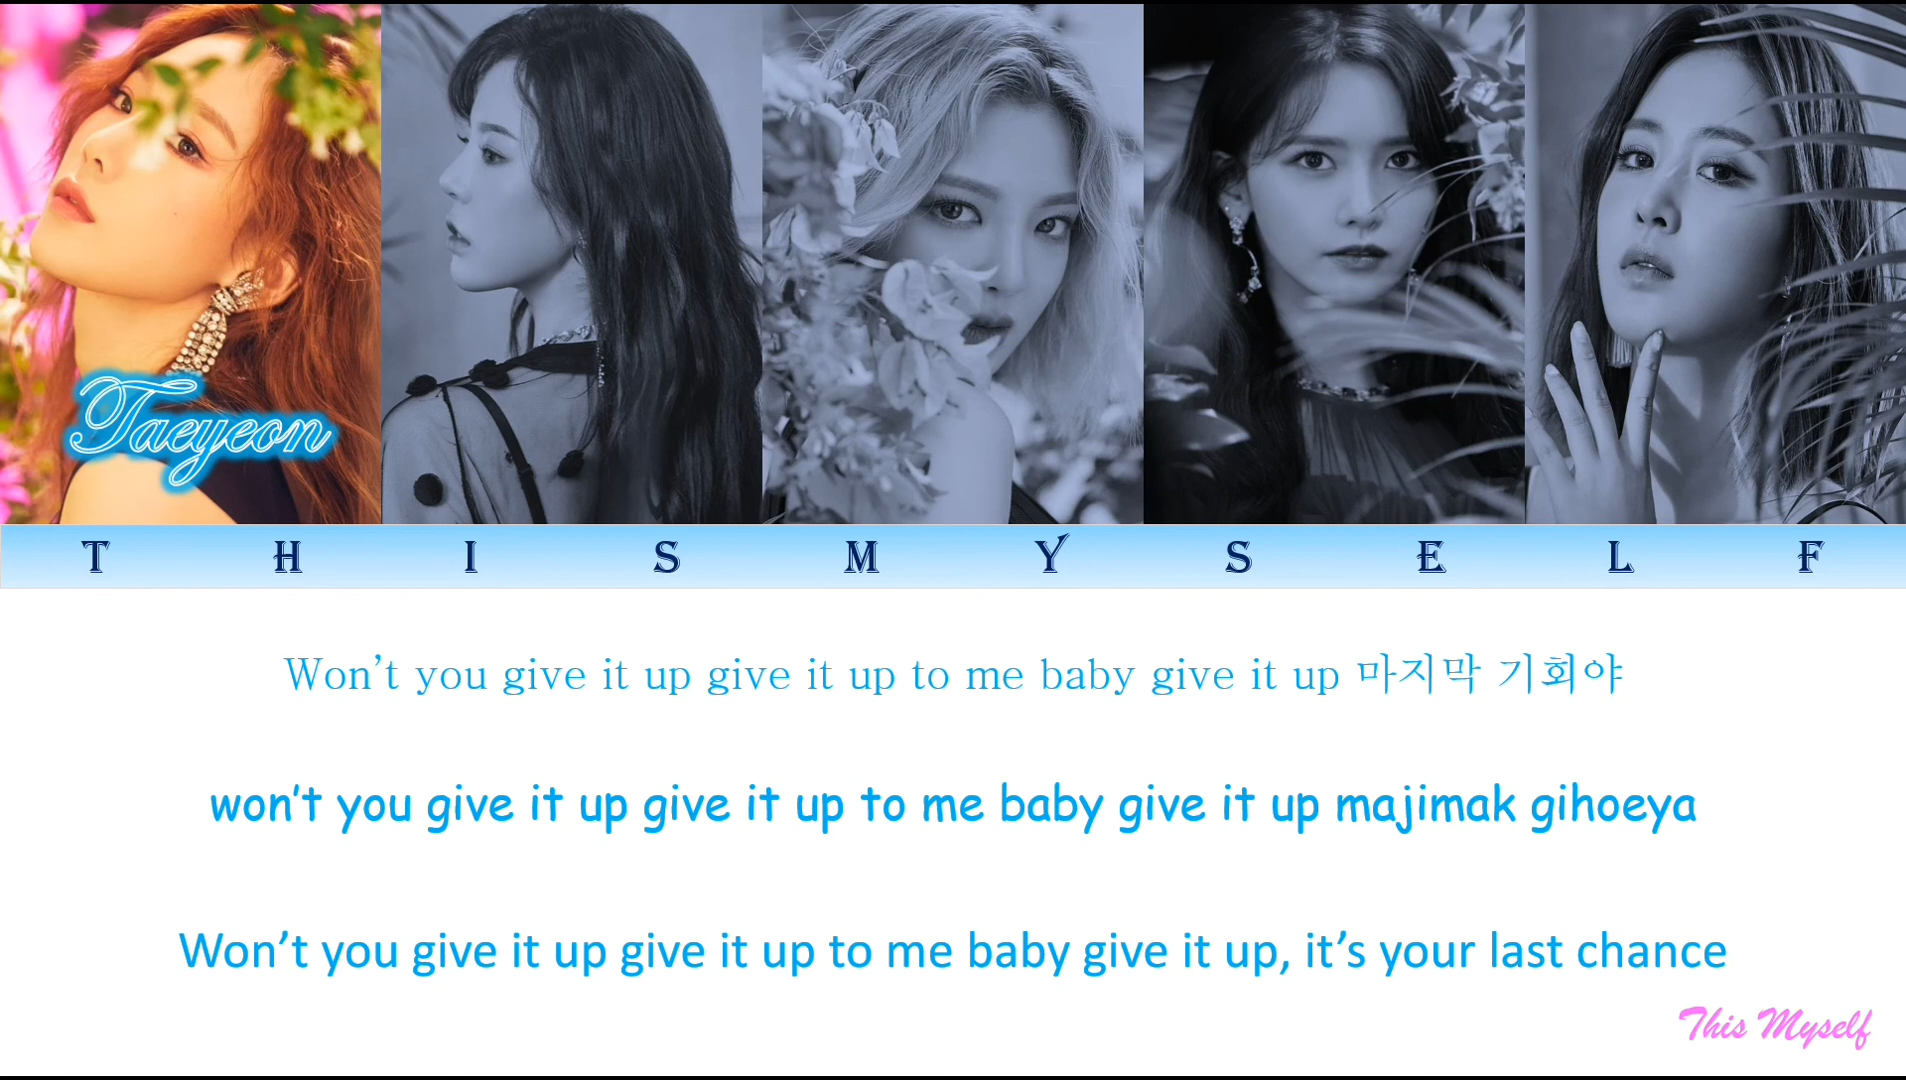 Taeyeon
T H I S M Y S E L F
Won't you give it up give it up to me baby give it up 마지막 기회야
won't you give it up give it up to me baby give it up majimak gihoeya
Won't you give it up give it up to me baby give it up, it's your last chance
This Myself